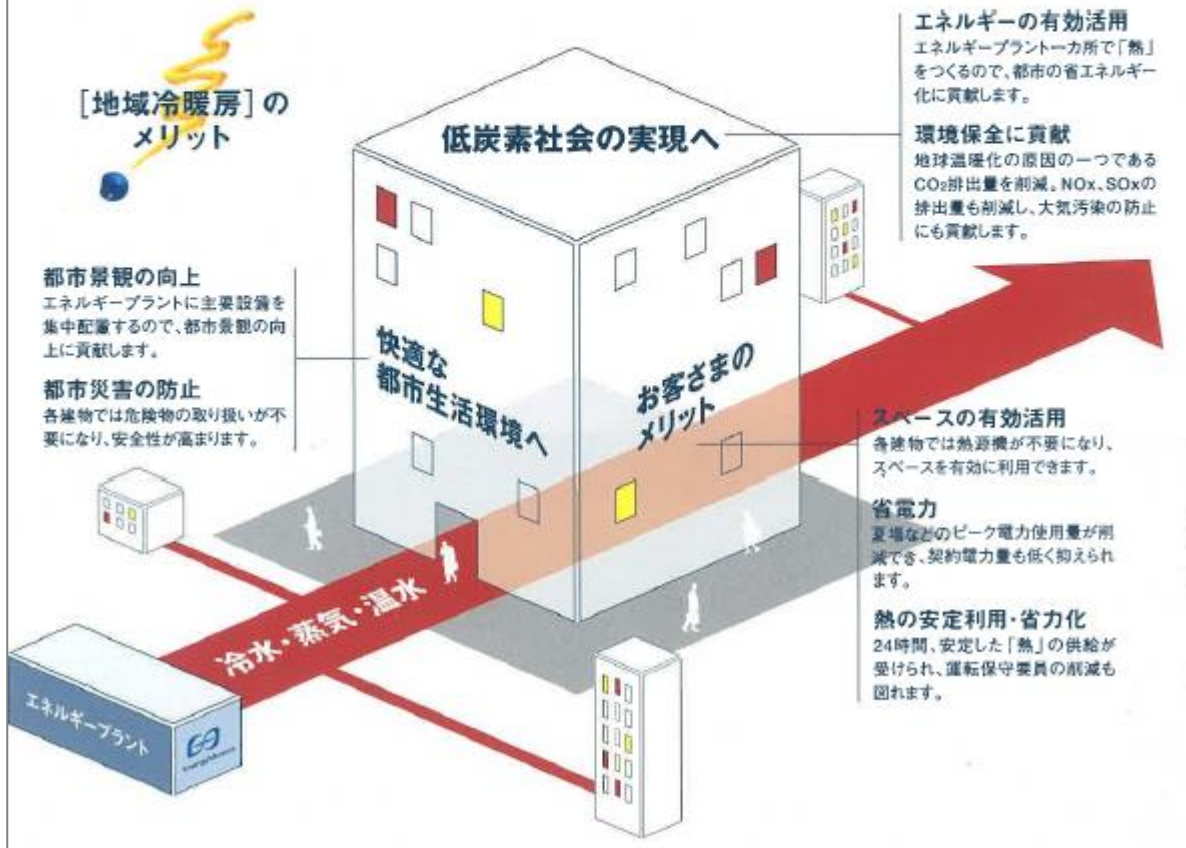 [地域冷暖房]の
メリット
低炭素社会の実現へ
エネルギーの有効活用
エネルギープラント一カ所で「熱」
をつくるので、都市の省エネルギー
化に貢献します。
環境保全に貢献
地球温暖化の原因の一つである
CO₂排出量を削減。NOx、SOxの
排出量も削減し、大気汚染の防止
にも貢献します。
都市景観の向上
エネルギープラントに主要設備を
集中配置するので、都市景観の向
上に貢献します。
都市災害の防止
各建物では危険物の取り扱いが不
要になり、安全性が高まります。
快適な
都市生活環境へ
お客さまの
メリット
スペースの有効活用
各建物では熱源機が不要になり、
スペースを有効に利用できます。
省電力
夏場などのピーク電力使用量が削
減でき、契約電力量も低く抑えられ
ます。
熱の安定利用・省力化
24時間、安定した「熱」の供給が
受けられ、運転保守要員の削減も
図れます。
冷水・蒸気・温水
エネルギープラント